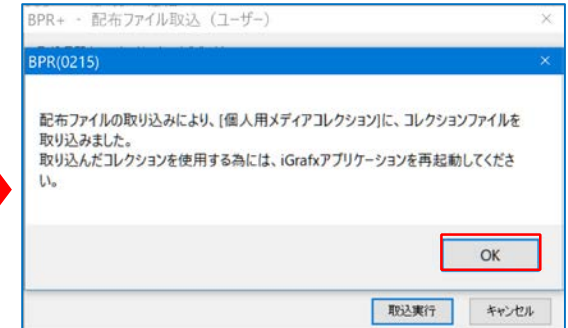 BPR+ - 配布ファイル取込（ユーザー）
BPR(0215)
配布ファイルの取り込みにより、[個人用メディアコレクション]に、コレクションファイルを
取り込みました。
取り込んだコレクションを使用する為には、iGrafxアプリケーションを再起動してくださ
い。
OK
取込実行
キャンセル